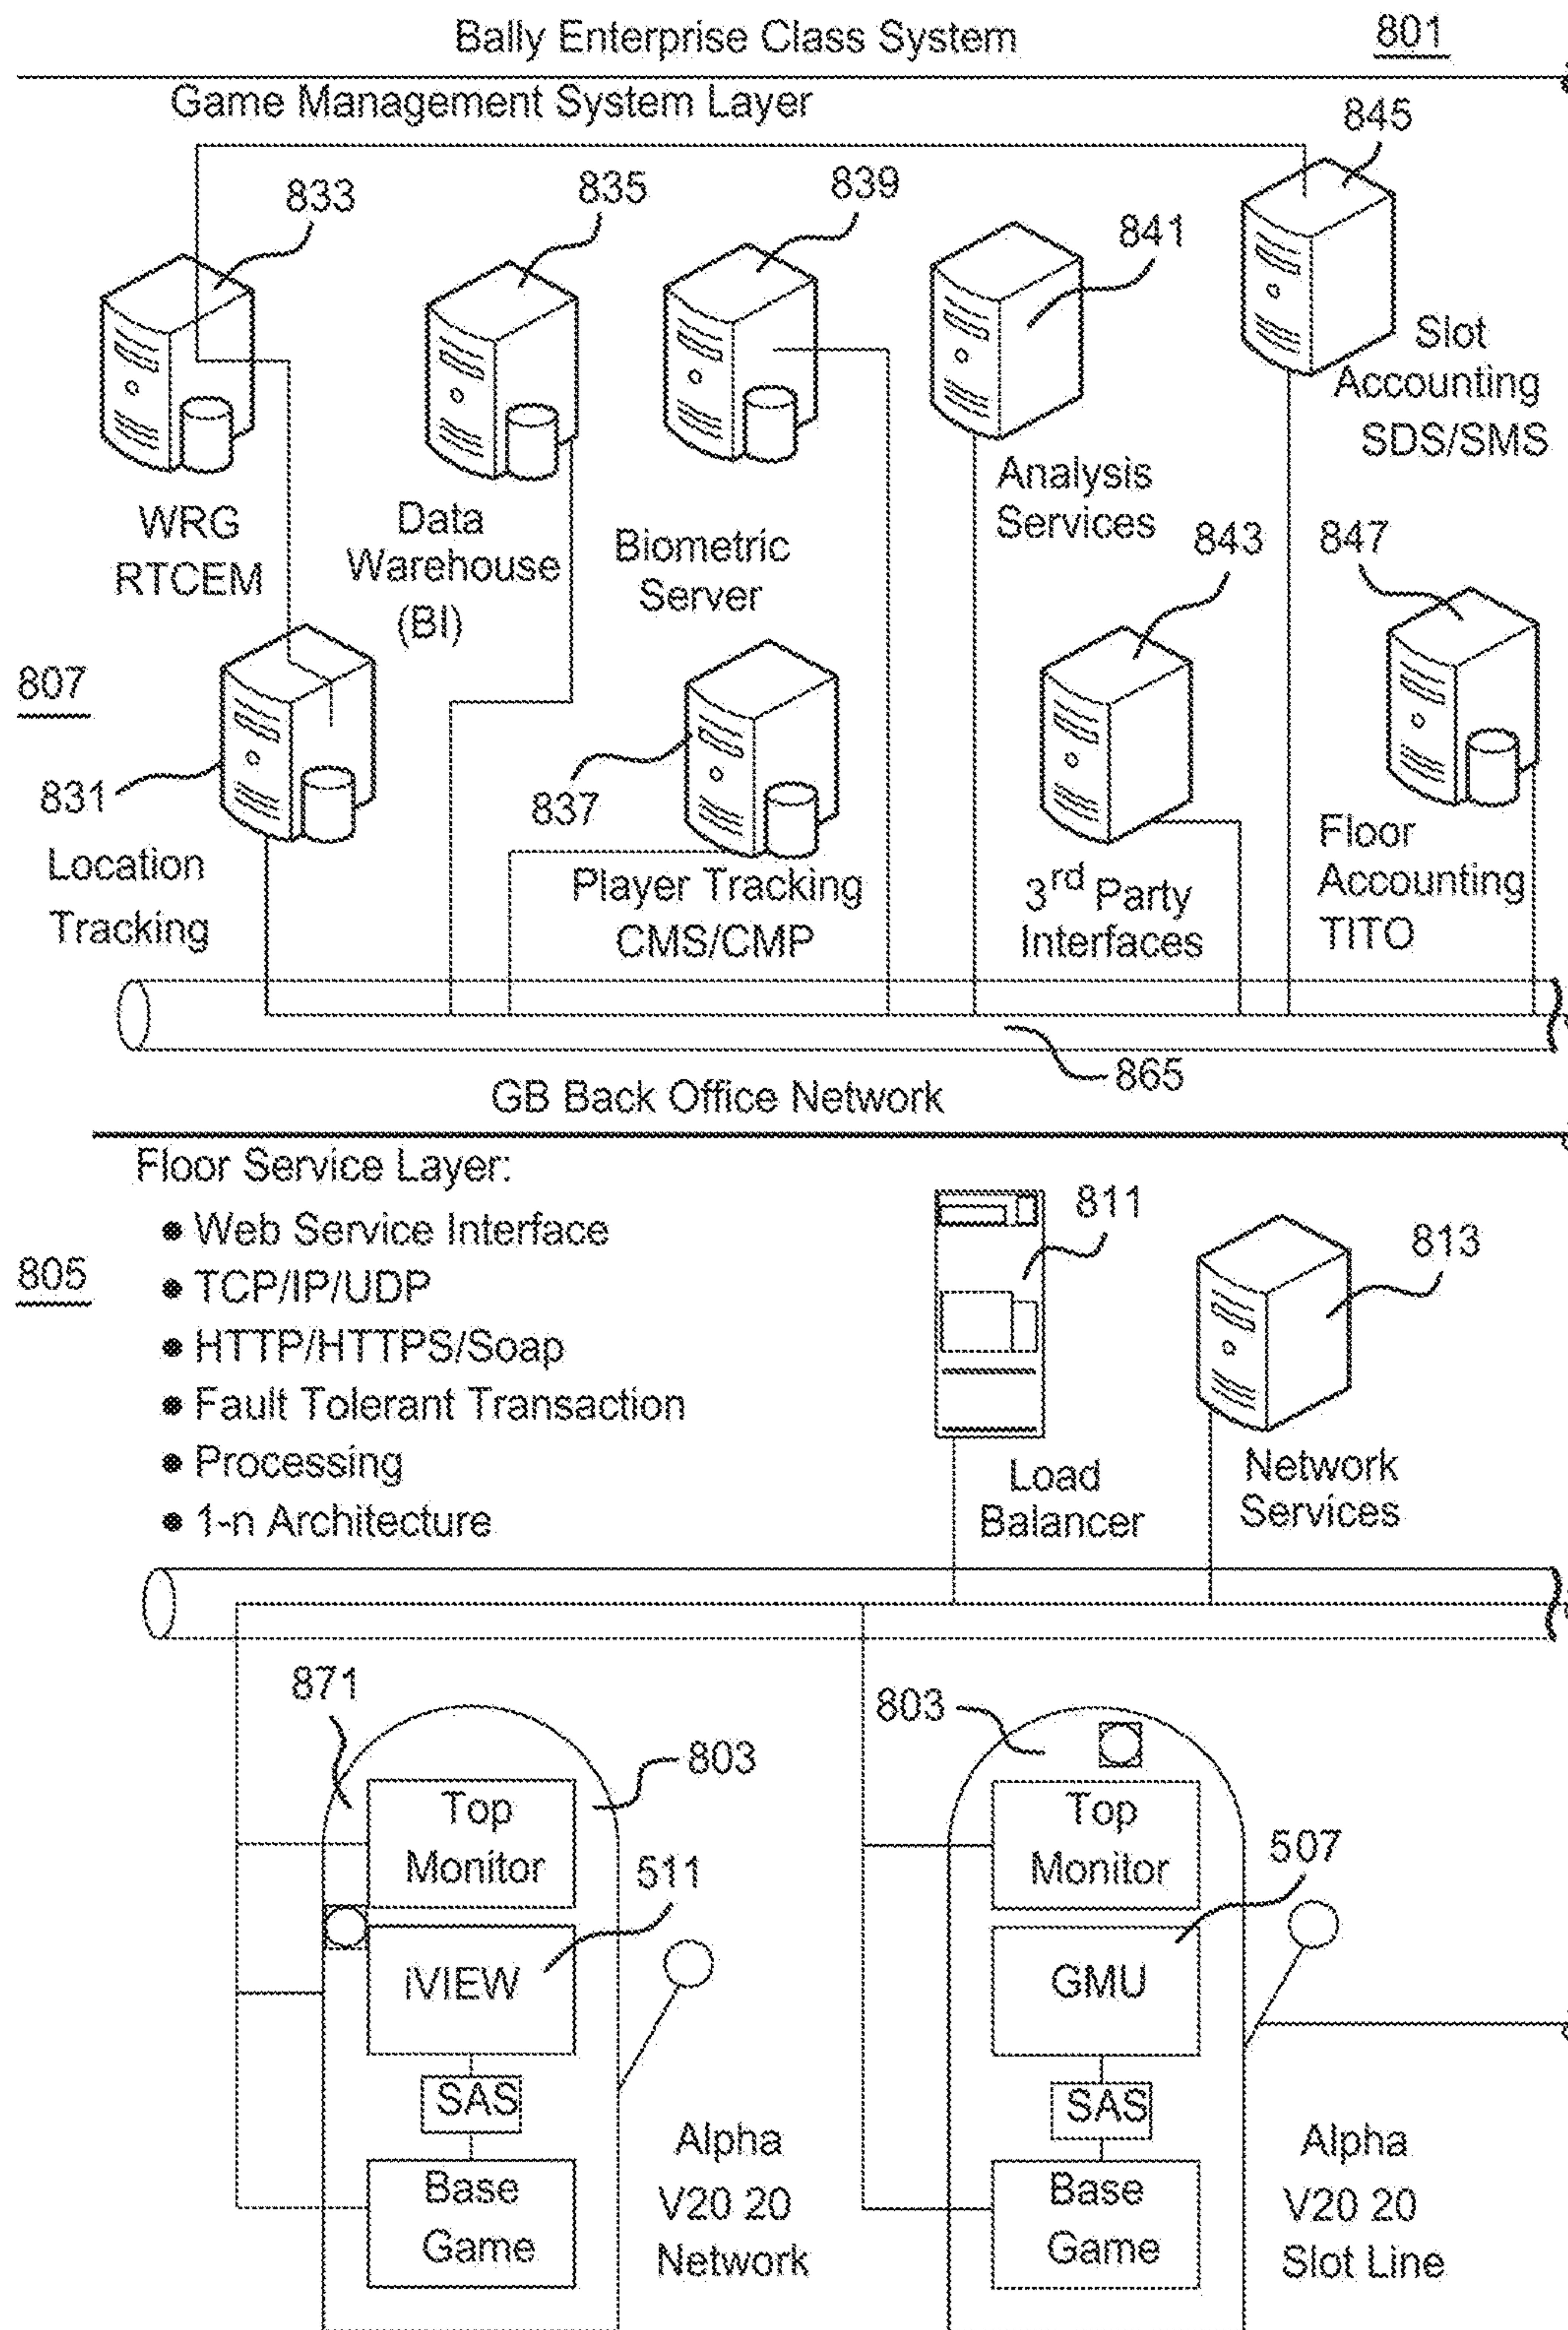 Bally Enterprise Class System
801
Game Management System Layer
845
833
835
839
841
Slot
Accounting
SDS/SMS
WRG
RTCEM
Data
Warehouse
(BI)
Biometric
Server
Analysis
Services
843
847
807
831
837
Location
Tracking
Player Tracking
CMS/CMP
3rd Party
Interfaces
Floor
Accounting
TITO
865
GB Back Office Network
Floor Service Layer:
● Web Service Interface
● TCP/IP/UDP
● HTTP/HTTPS/Soap
● Fault Tolerant Transaction
● Processing
● 1-n Architecture
805
811
813
Load
Balancer
Network
Services
871
803
Top
Monitor
511
iVIEW
SAS
Base
Game
Alpha
V20 20
Network
803
Top
Monitor
507
GMU
SAS
Base
Game
Alpha
V20 20
Slot Line